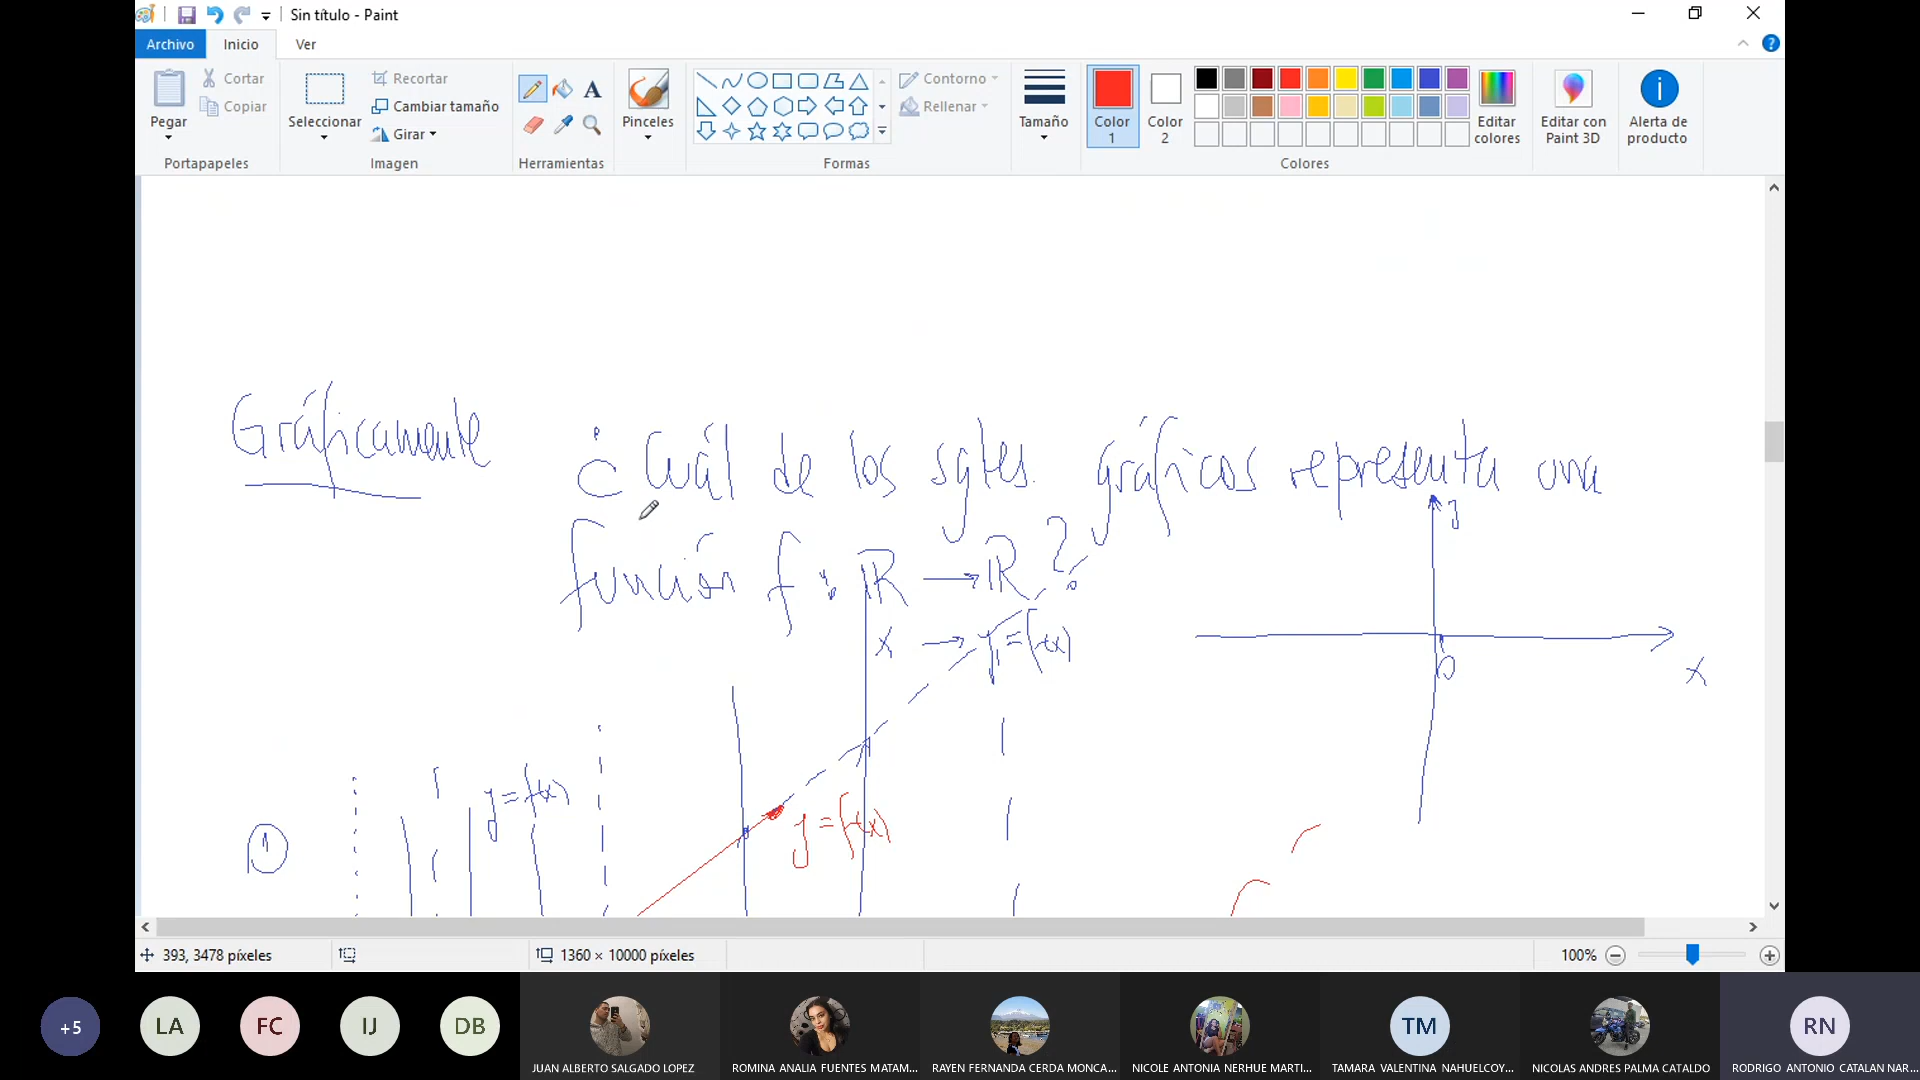 Sin título - Paint
Archivo Inicio Ver
Pegar
Cortar
Copiar
Portapapeles
Seleccionar
Recortar
Cambiar tamaño
Girar
Imagen
A
Herramientas
Pinceles
Contorno
Rellenar
Formas
Tamaño
Color 1
Color 2
Editar colores
Colores
Editar con Paint 3D
Alerta de producto
Gráficamente
¿Cuál de los sgtes. gráficos representa una
función f : ℝ → ℝ ?
x → y = f(x)
y
0
x
y = f(x)
y = f(x)
①
393, 3478 píxeles
1360 × 10000 píxeles
100%
+5
LA
FC
IJ
DB
TM
RN
JUAN ALBERTO SALGADO LOPEZ
ROMINA ANALIA FUENTES MATAM...
RAYEN FERNANDA CERDA MONCA...
NICOLE ANTONIA NERHUE MARTI...
TAMARA VALENTINA NAHUELCOY...
NICOLAS ANDRES PALMA CATALDO
RODRIGO ANTONIO CATALAN NAR...